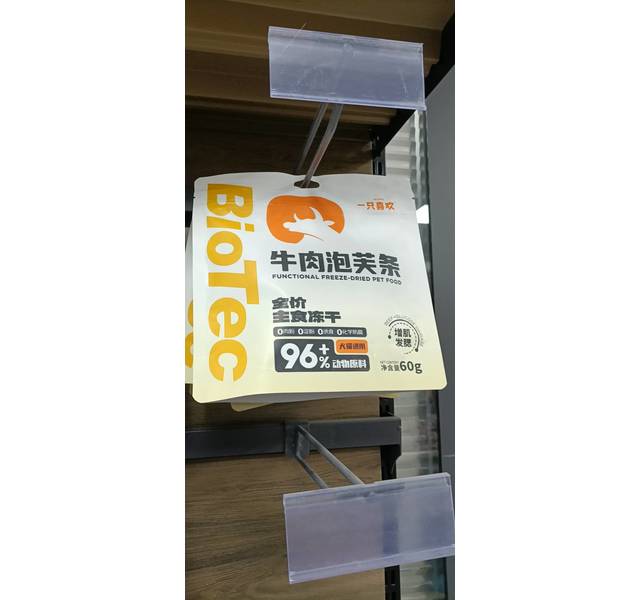 BioTec
一只喜欢
牛肉泡芙条
FUNCTIONAL FREEZE-DRIED PET FOOD
全价
主食冻干
0肉粉 0淀粉 0诱食 0化学防腐
96+% 动物原料
犬猫通用
增肌
发腮
净含量60g